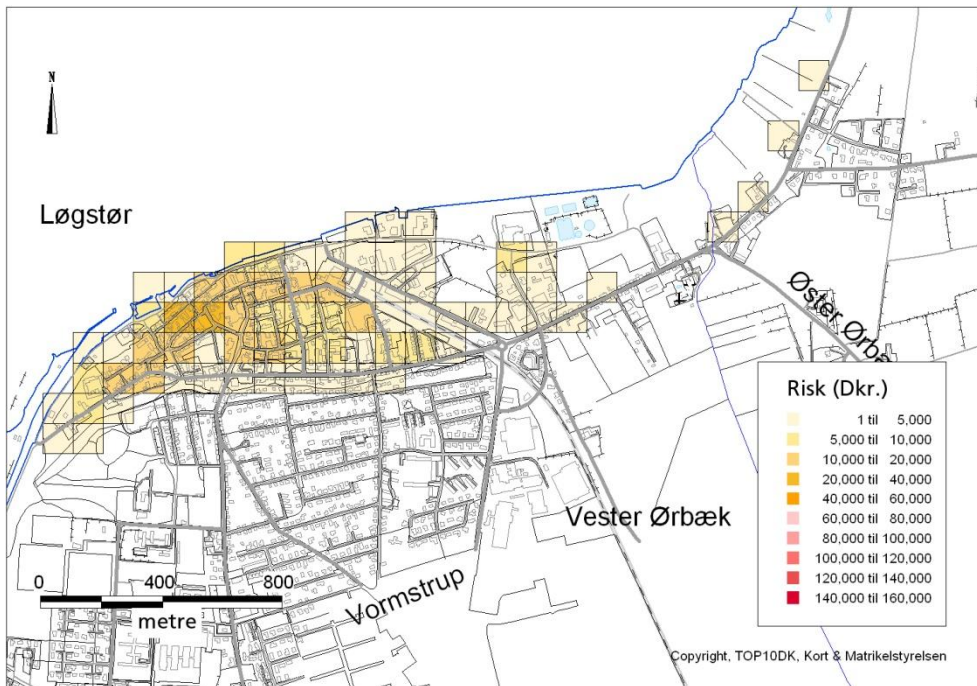 N
Løgstør
Øster Ørbæ
Risk (Dkr.)
1 til 5,000
5,000 til 10,000
10,000 til 20,000
20,000 til 40,000
40,000 til 60,000
60,000 til 80,000
80,000 til 100,000
100,000 til 120,000
120,000 til 140,000
140,000 til 160,000
Vester Ørbæk
Vormstrup
0 400 800
metre
Copyright, TOP10DK, Kort & Matrikelstyrelsen